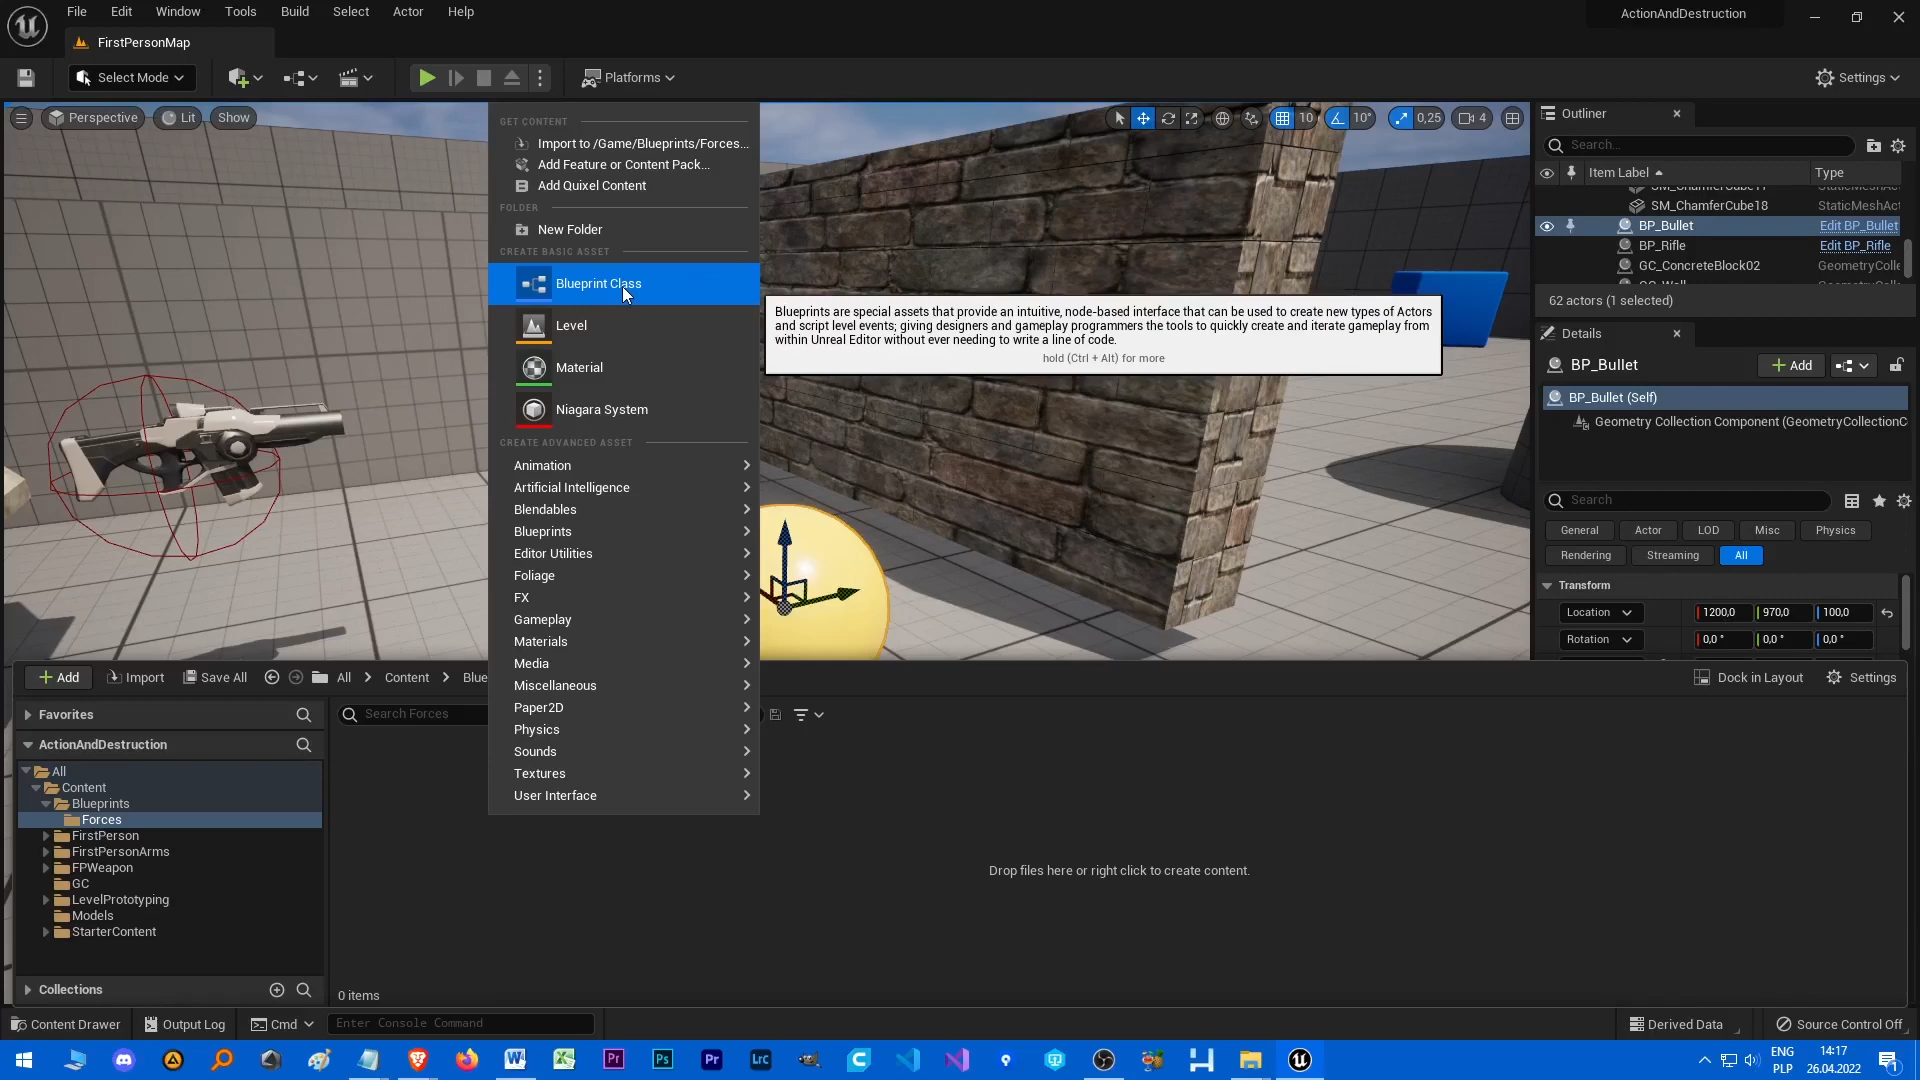 File Edit Window Tools Build Select Actor Help
ActionAndDestruction
FirstPersonMap
Select Mode
Platforms
Settings
Perspective
Lit
Show
10
10°
0,25
4
GET CONTENT
Import to /Game/Blueprints/Forces...
Add Feature or Content Pack...
Add Quixel Content
FOLDER
New Folder
CREATE BASIC ASSET
Blueprint Class
Level
Material
Niagara System
CREATE ADVANCED ASSET
Animation
Artificial Intelligence
Blendables
Blueprints
Editor Utilities
Foliage
FX
Gameplay
Materials
Media
Miscellaneous
Paper2D
Physics
Sounds
Textures
User Interface
Blueprints are special assets that provide an intuitive, node-based interface that can be used to create new types of Actors
and script level events; giving designers and gameplay programmers the tools to quickly create and iterate gameplay from
within Unreal Editor without ever needing to write a line of code.
hold (Ctrl + Alt) for more
Outliner
Search...
Item Label Type
SM_ChamferCube18 StaticMeshAct
BP_Bullet Edit BP_Bullet
BP_Rifle Edit BP_Rifle
GC_ConcreteBlock02 GeometryColle
62 actors (1 selected)
Details
BP_Bullet
Add
BP_Bullet (Self)
Geometry Collection Component (GeometryCollectionC
Search
General Actor LOD Misc Physics
Rendering Streaming All
Transform
Location 1200,0 970,0 100,0
Rotation 0,0 ° 0,0 ° 0,0 °
Add Import Save All All Content Blue
Dock in Layout Settings
Favorites
Search Forces
ActionAndDestruction
All
Content
Blueprints
Forces
FirstPerson
FirstPersonArms
FPWeapon
GC
LevelPrototyping
Models
StarterContent
Drop files here or right click to create content.
Collections
0 items
Content Drawer Output Log Cmd Enter Console Command
Derived Data Source Control Off
ENG
PLP
14:17
26.04.2022
1